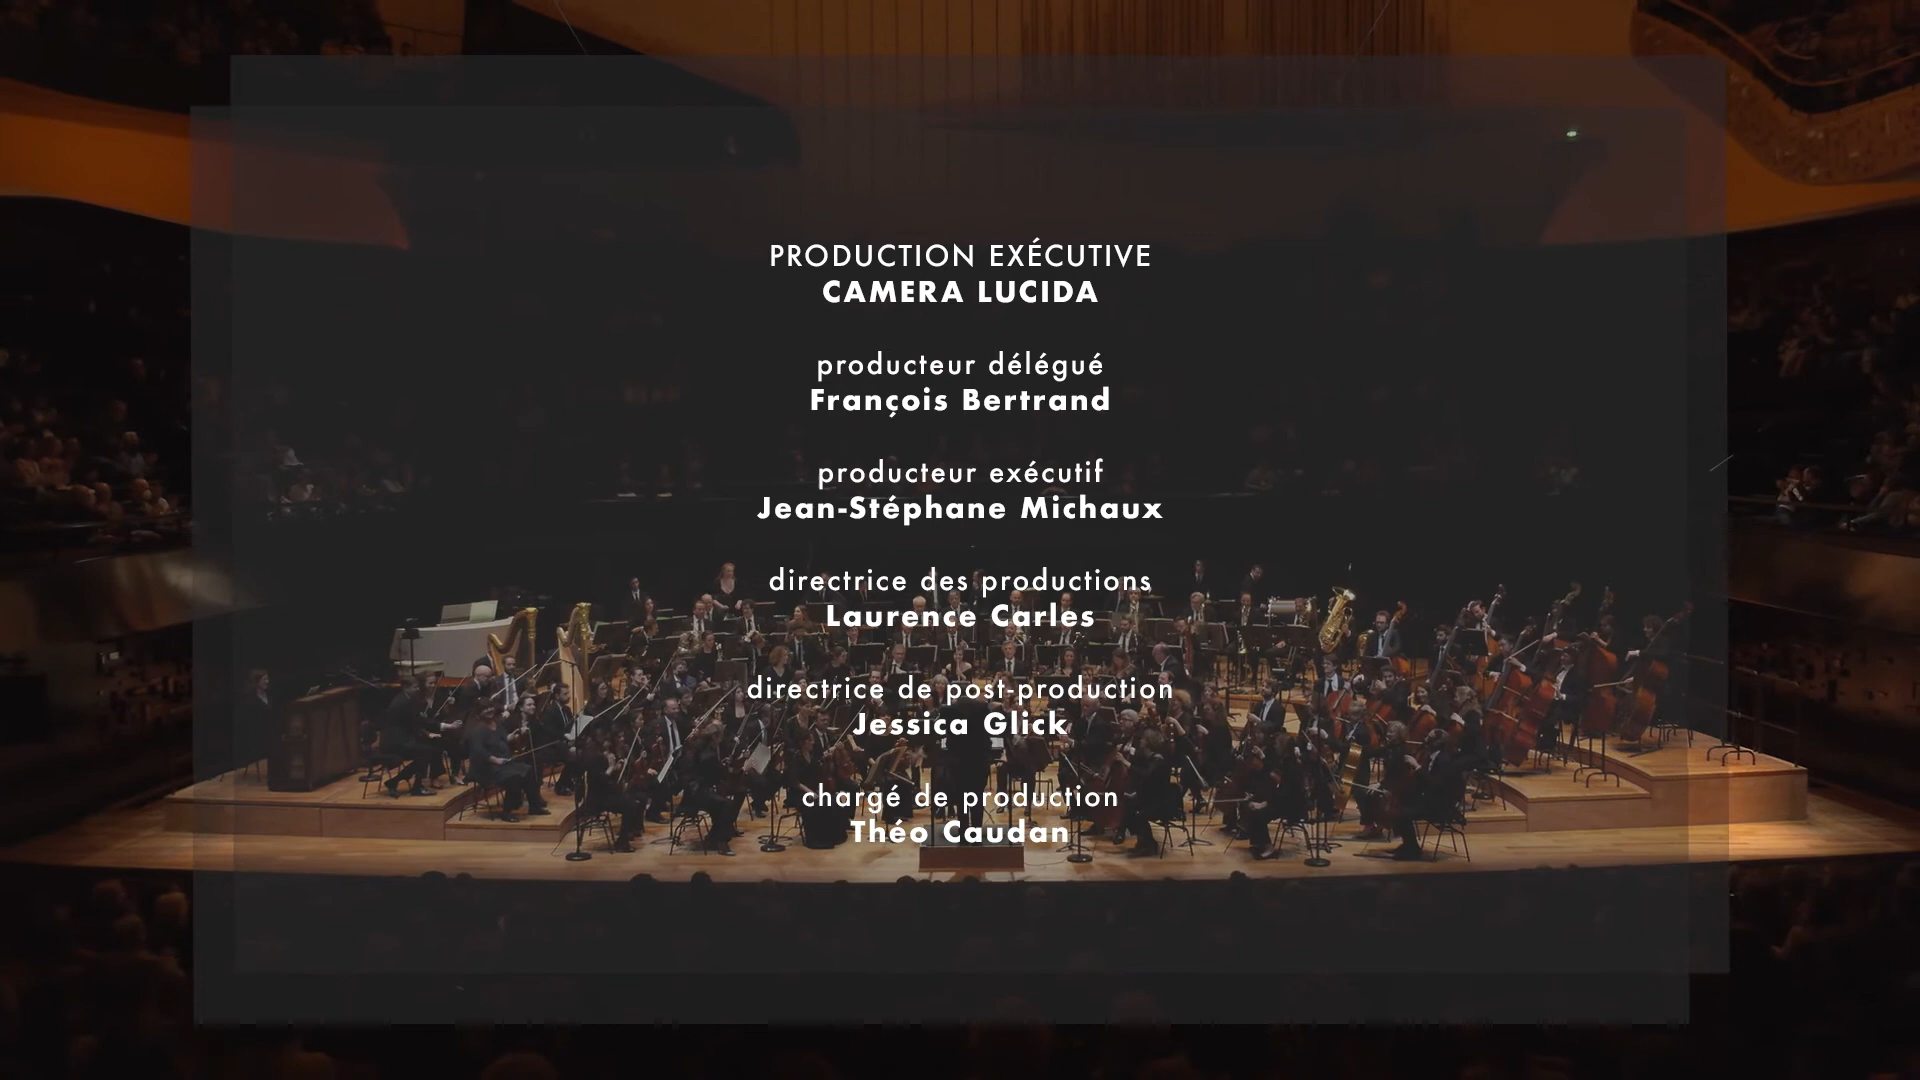 PRODUCTION EXÉCUTIVE
CAMERA LUCIDA
producteur délégué
François Bertrand
producteur exécutif
Jean-Stéphane Michaux
directrice des productions
Laurence Carles
directrice de post-production
Jessica Glick
chargé de production
Théo Caudan